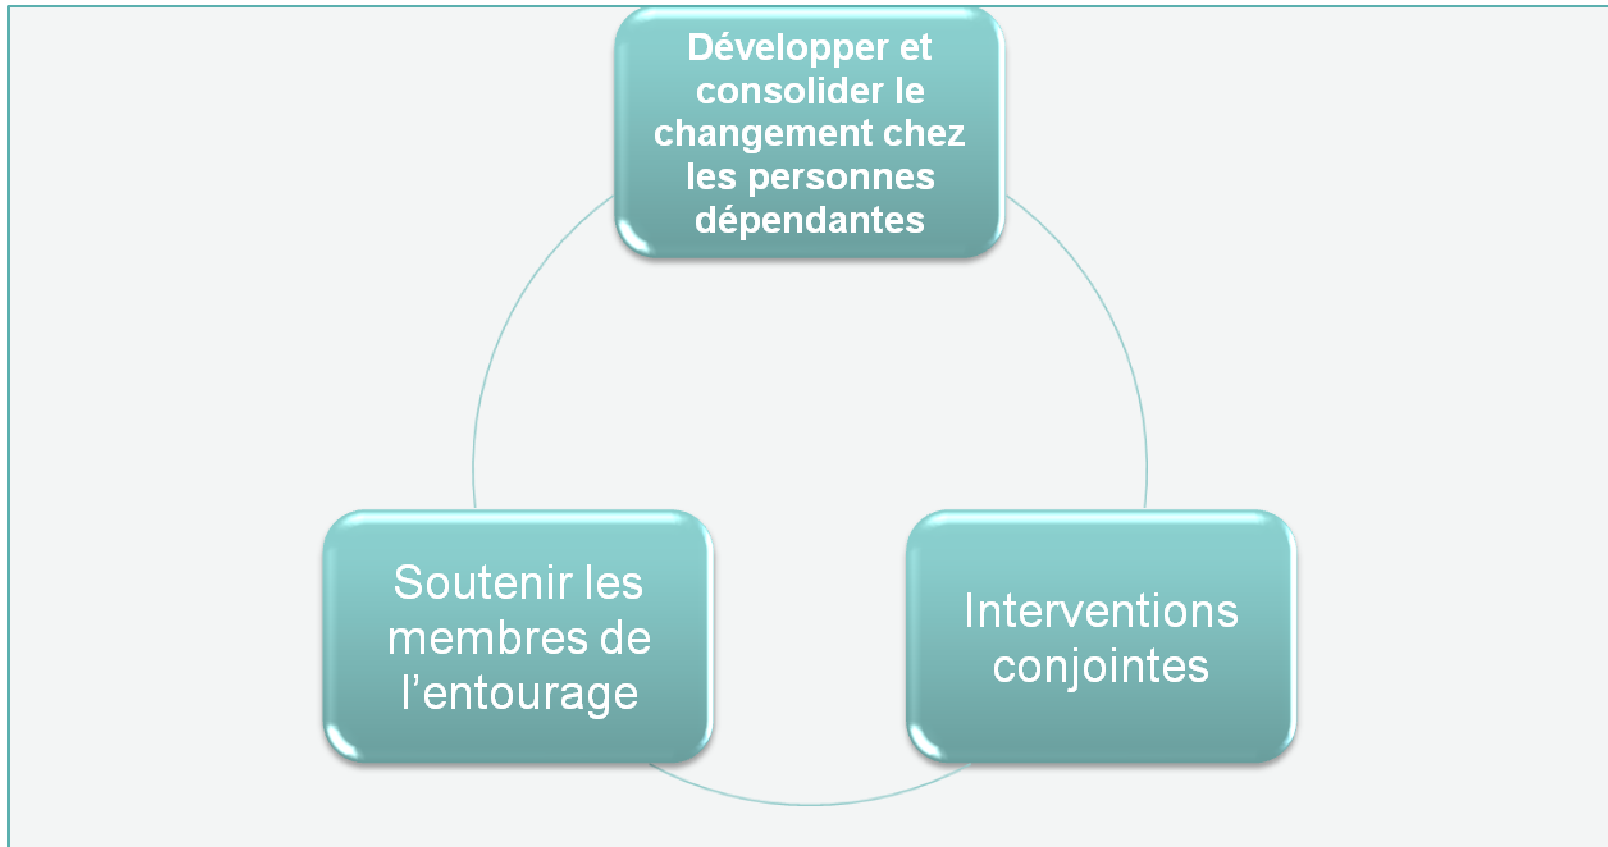 Développer et
consolider le
changement chez
les personnes
dépendantes
Soutenir les
membres de
l’entourage
Interventions
conjointes